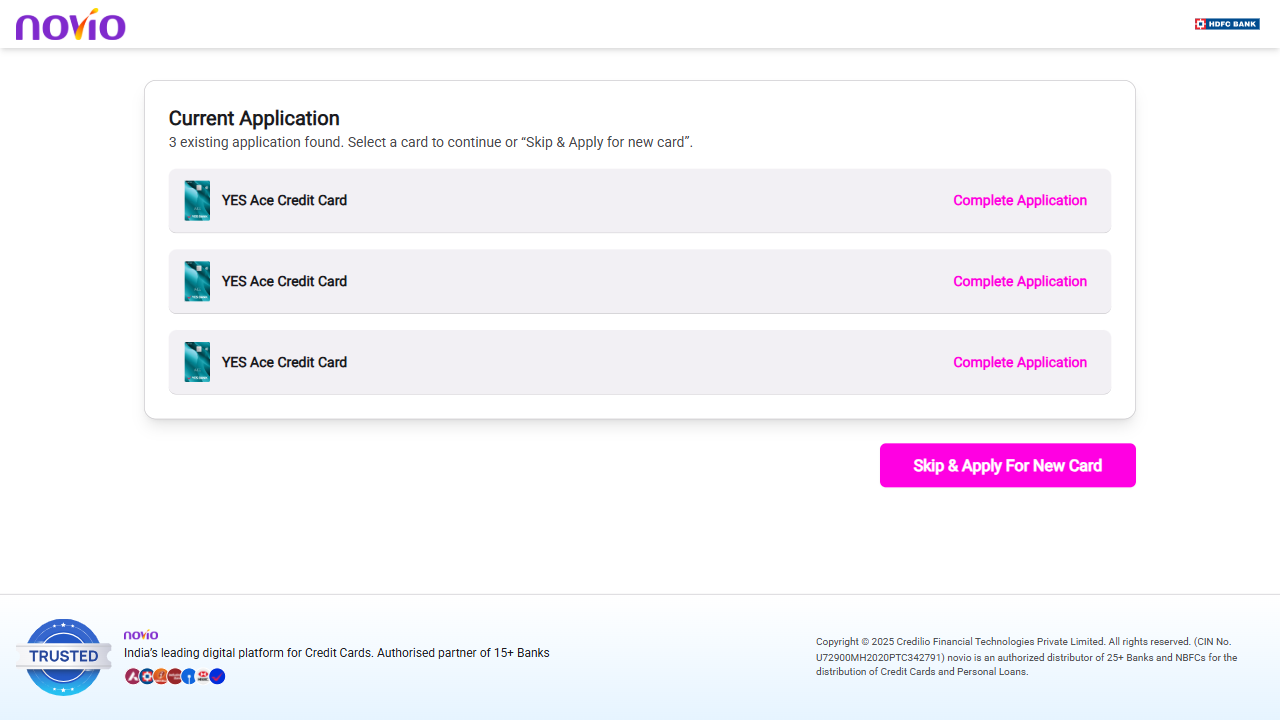 novio
HDFC BANK
Current Application
3 existing application found. Select a card to continue or “Skip & Apply for new card”.
YES Ace Credit Card
Complete Application
YES Ace Credit Card
Complete Application
YES Ace Credit Card
Complete Application
Skip & Apply For New Card
TRUSTED
novio
India’s leading digital platform for Credit Cards. Authorised partner of 15+ Banks
Copyright © 2025 Credilio Financial Technologies Private Limited. All rights reserved. (CIN No.
U72900MH2020PTC342791) novio is an authorized distributor of 25+ Banks and NBFCs for the
distribution of Credit Cards and Personal Loans.